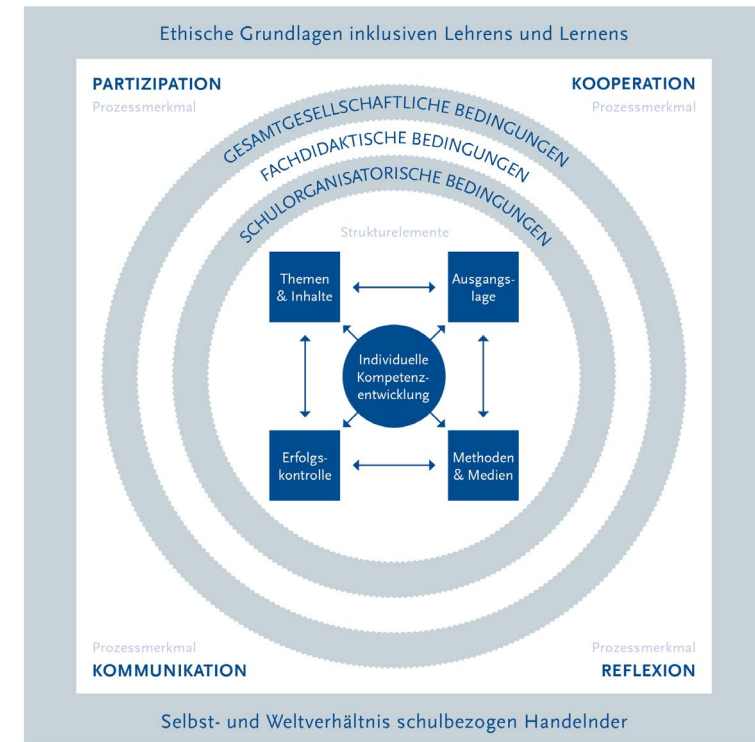 Ethische Grundlagen inklusiven Lehrens und Lernens
PARTIZIPATION
Prozessmerkmal
KOOPERATION
Prozessmerkmal
GESAMTGESELLSCHAFTLICHE BEDINGUNGEN
FACHDIDAKTISCHE BEDINGUNGEN
SCHULORGANISATORISCHE BEDINGUNGEN
Strukturelemente
Themen
& Inhalte
Ausgangs-
lage
Individuelle
Kompetenz-
entwicklung
Erfolgs-
kontrolle
Methoden
& Medien
Prozessmerkmal
KOMMUNIKATION
Prozessmerkmal
REFLEXION
Selbst- und Weltverhältnis schulbezogen Handelnder